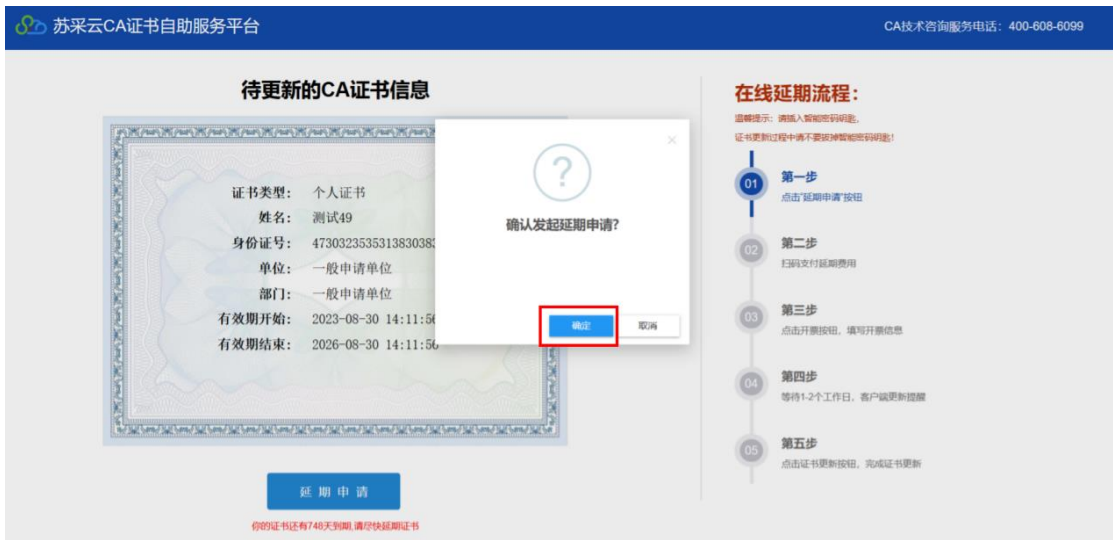 苏采云CA证书自助服务平台
CA技术咨询服务电话：400-608-6099
待更新的CA证书信息
证书类型： 个人证书
姓名： 测试49
身份证号： 4730323535313830383
单位： 一般申请单位
部门： 一般申请单位
有效期开始： 2023-08-30 14:11:56
有效期结束： 2026-08-30 14:11:56
延期申请
你的证书还有748天到期,请尽快延期证书
×
?
确认发起延期申请?
确定
取消
在线延期流程：
温馨提示：请插入智能密码钥匙，
证书更新过程中请不要拔掉智能密码钥匙！
01
第一步
点击"延期申请"按钮
02
第二步
扫码支付延期费用
03
第三步
点击开票按钮，填写开票信息
04
第四步
等待1-2个工作日，客户端更新提醒
05
第五步
点击证书更新按钮，完成证书更新